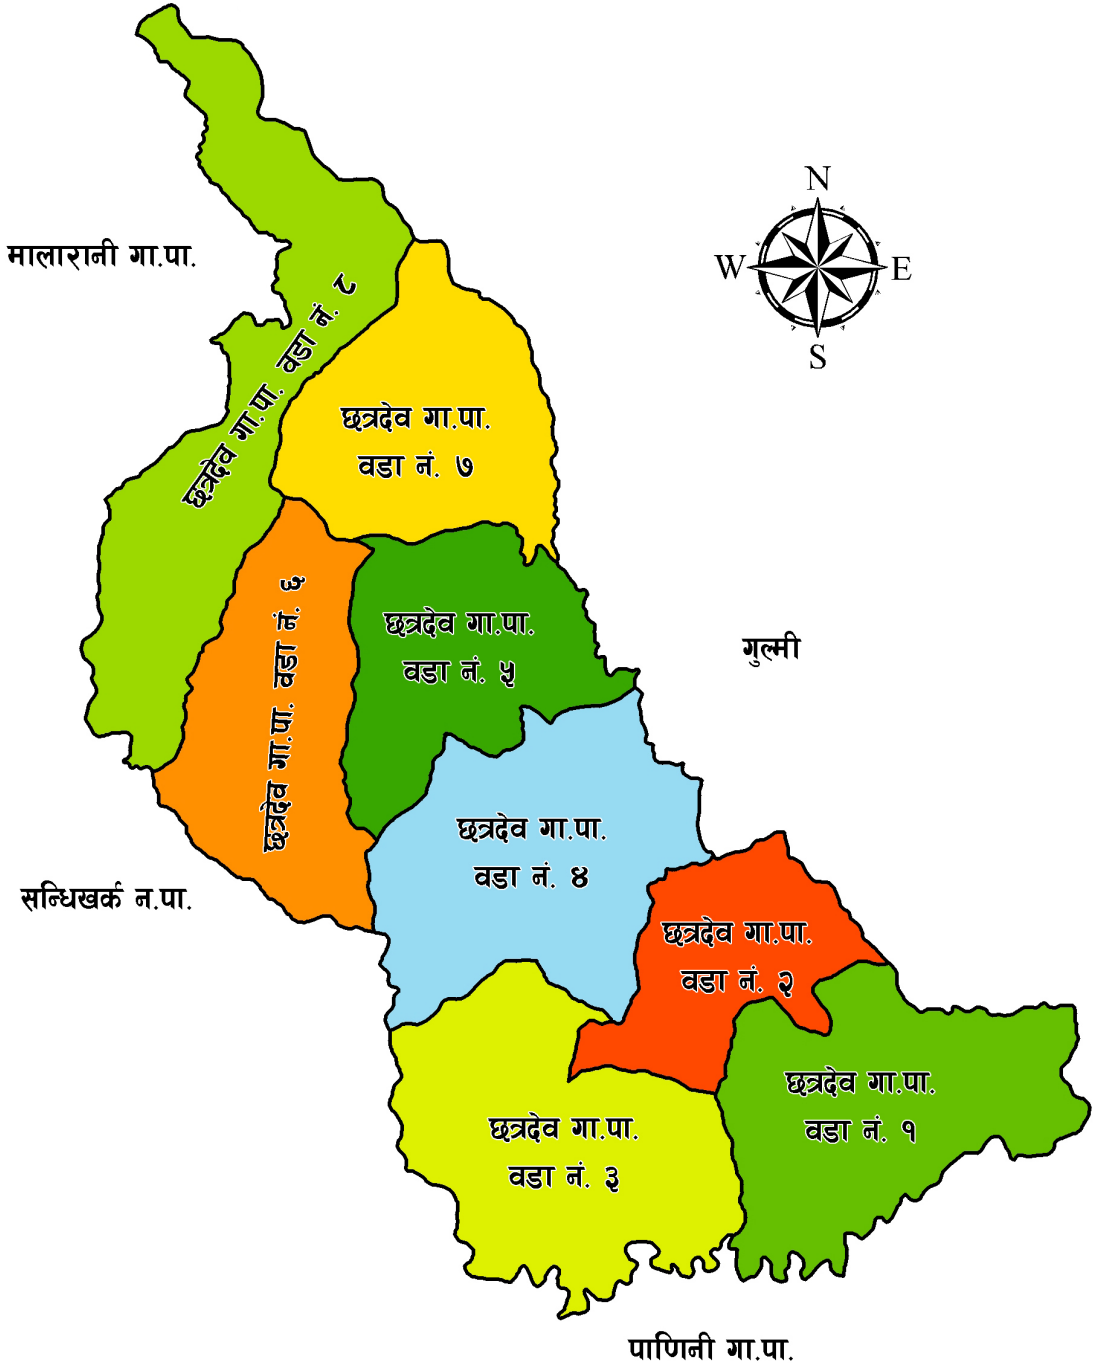 N
मालारानी गा.पा.
W
E
S
छत्रदेव गा.पा. वडा नं. ८
छत्रदेव गा.पा.
वडा नं. ७
छत्रदेव गा.पा. वडा नं. ६
छत्रदेव गा.पा.
वडा नं. ५
गुल्मी
छत्रदेव गा.पा.
वडा नं. ४
सन्धिखर्क न.पा.
छत्रदेव गा.पा.
वडा नं. २
छत्रदेव गा.पा.
वडा नं. १
छत्रदेव गा.पा.
वडा नं. ३
पाणिनी गा.पा.